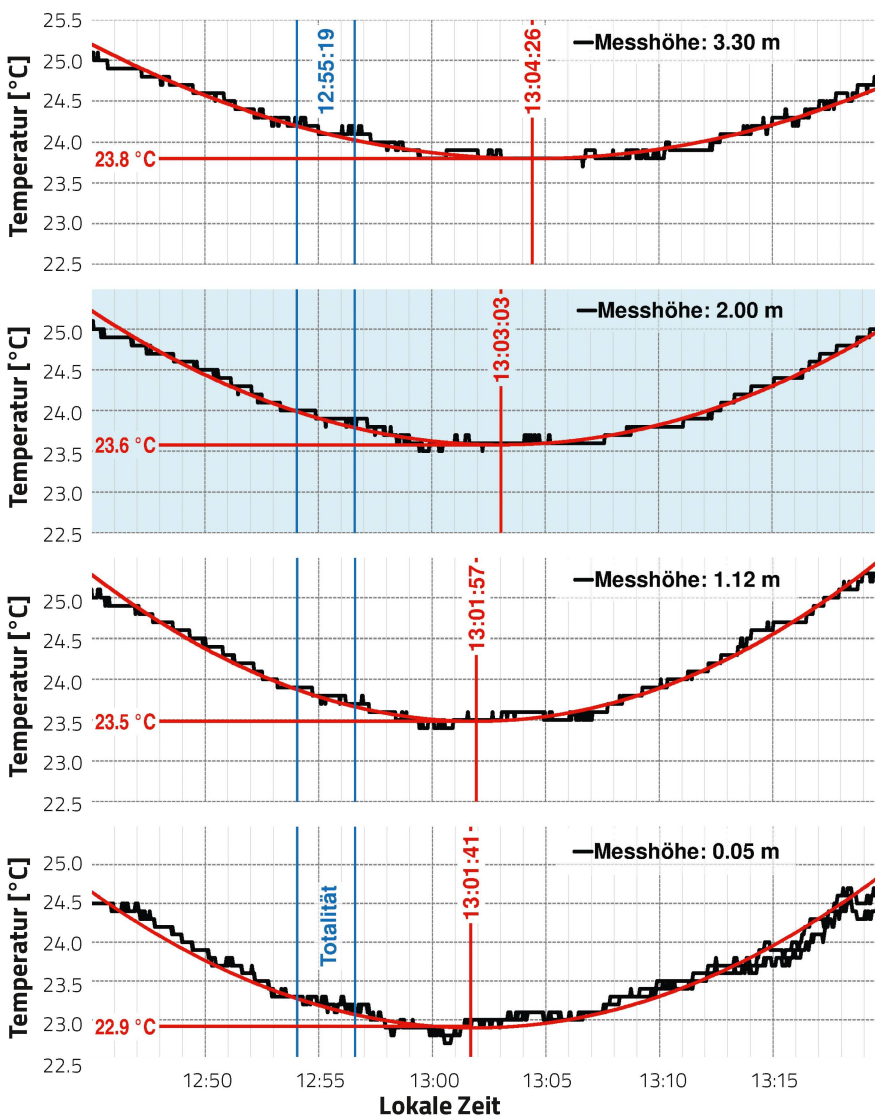 25.5
25.0
24.5
24.0
23.5
23.0
22.5
Temperatur [°C]
12:55:19
13:04:26
Messhöhe: 3.30 m
23.8 °C
25.0
24.5
24.0
23.5
23.0
22.5
Temperatur [°C]
13:03:03
Messhöhe: 2.00 m
23.6 °C
25.0
24.5
24.0
23.5
23.0
22.5
Temperatur [°C]
13:01:57
Messhöhe: 1.12 m
23.5 °C
25.0
24.5
24.0
23.5
23.0
22.5
Temperatur [°C]
Totalität
13:01:41
Messhöhe: 0.05 m
22.9 °C
12:50 12:55 13:00 13:05 13:10 13:15
Lokale Zeit